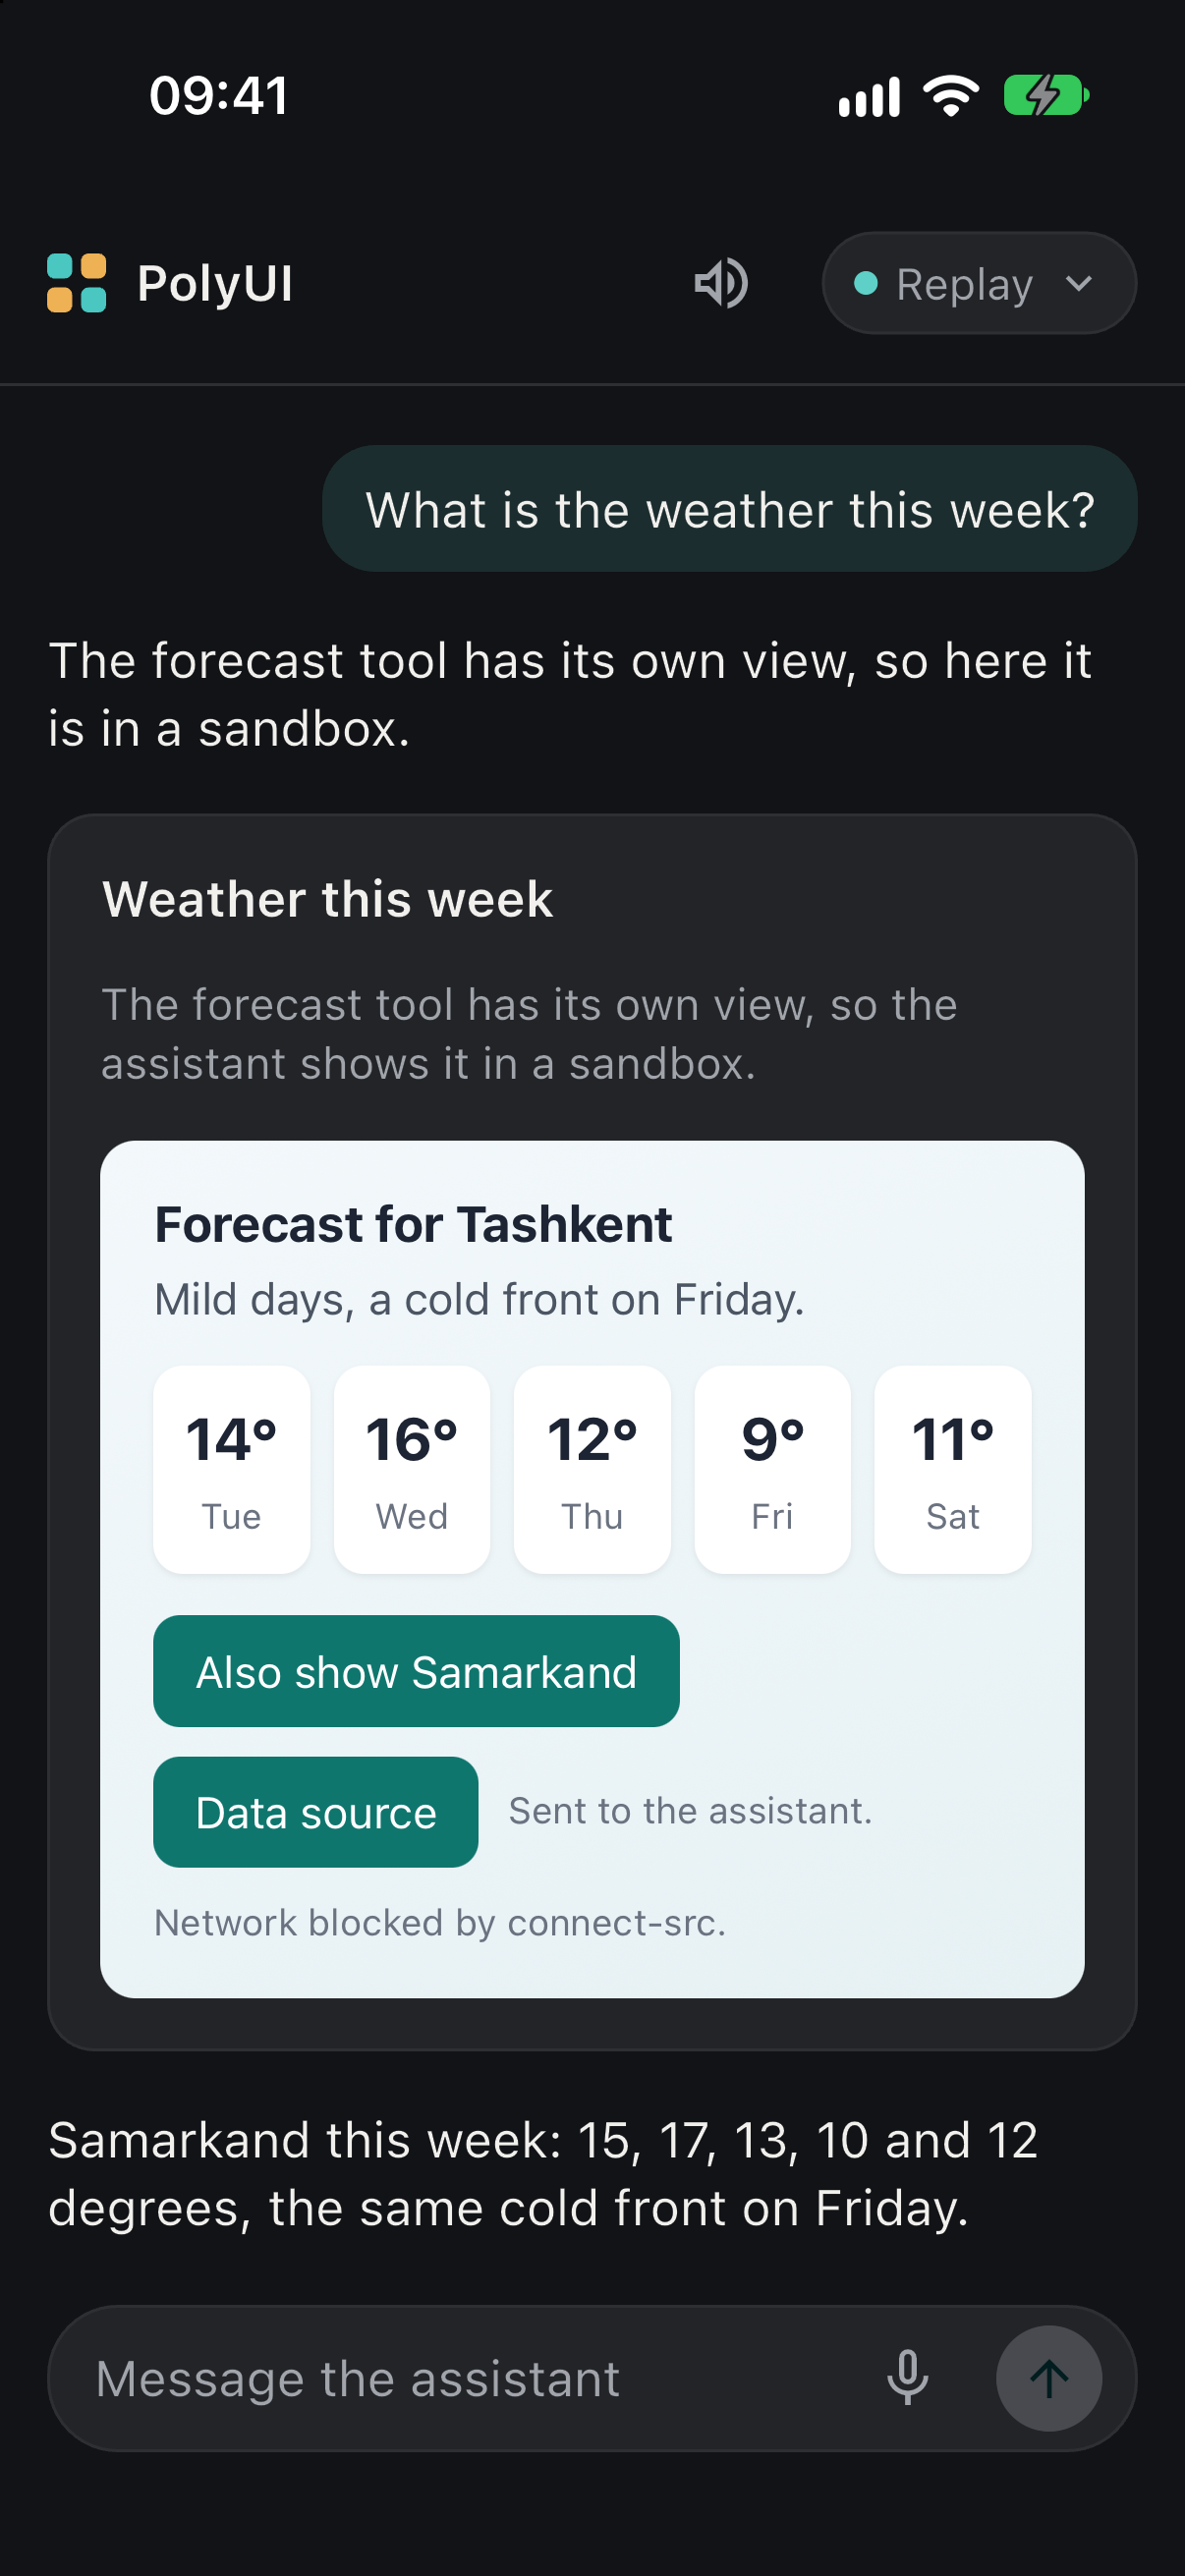 09:41
PolyUI
Replay
What is the weather this week?
The forecast tool has its own view, so here it
is in a sandbox.
Weather this week
The forecast tool has its own view, so the
assistant shows it in a sandbox.
Forecast for Tashkent
Mild days, a cold front on Friday.
14° 16° 12° 9° 11°
Tue Wed Thu Fri Sat
Also show Samarkand
Data source Sent to the assistant.
Network blocked by connect-src.
Samarkand this week: 15, 17, 13, 10 and 12
degrees, the same cold front on Friday.
Message the assistant